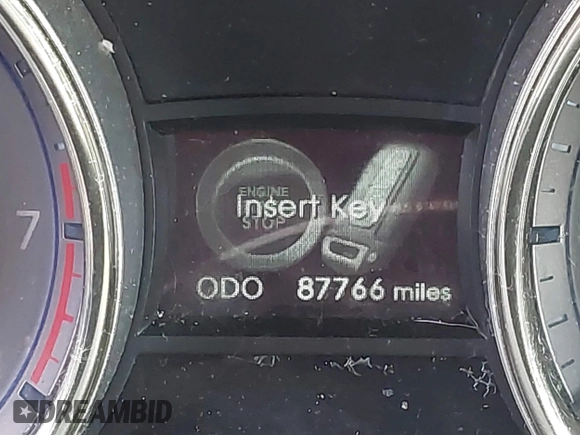 7
ENGINE
Insert Key
STOP
ODO 87766 miles
DREAMBID